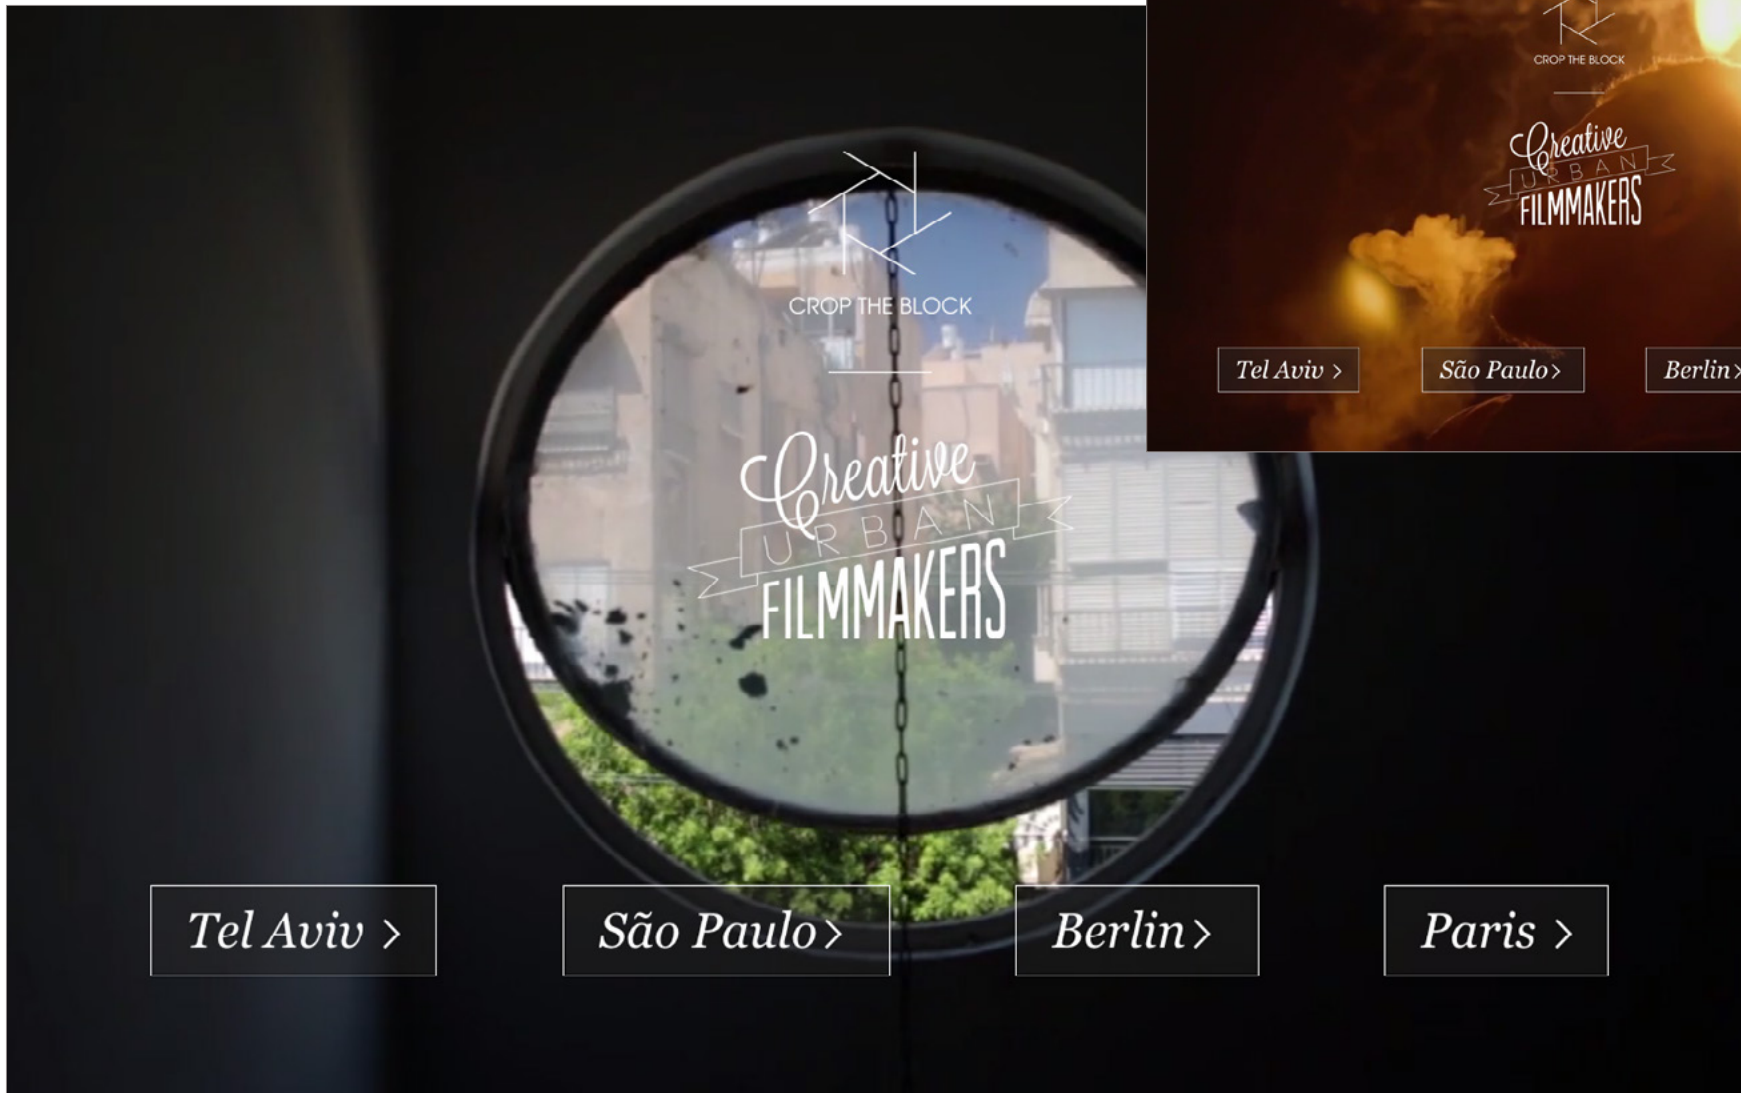 CROP THE BLOCK
Creative
URBAN
FILMMAKERS
Tel Aviv >
São Paulo >
Berlin >
Paris >
CROP THE BLOCK
Creative
URBAN
FILMMAKERS
Tel Aviv >
São Paulo >
Berlin >